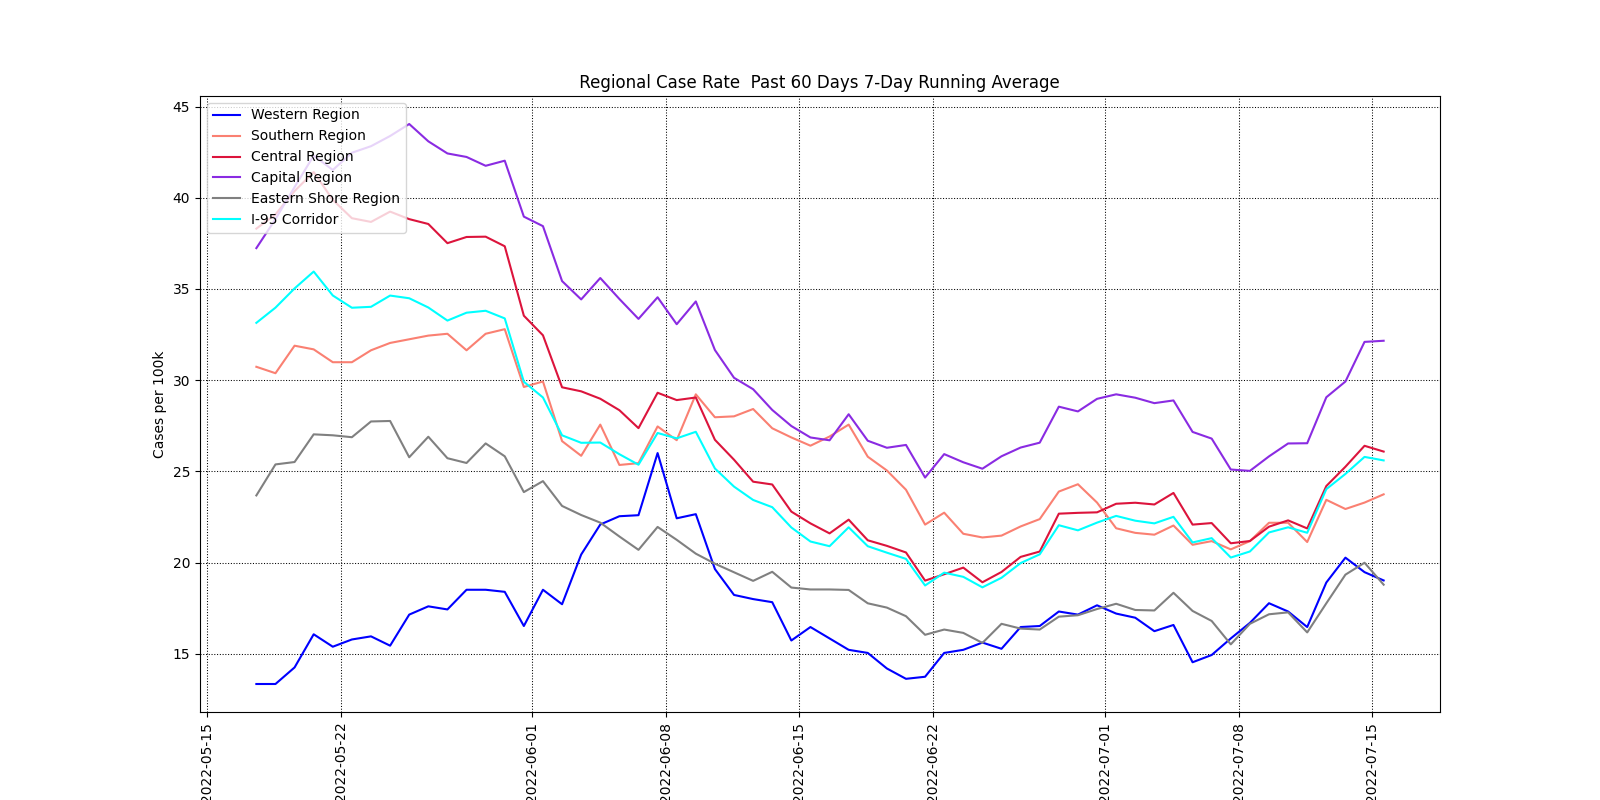 Regional Case Rate  Past 60 Days 7-Day Running Average
Cases per 100k
45
40
35
30
25
20
15
Western Region
Southern Region
Central Region
Capital Region
Eastern Shore Region
I-95 Corridor
2022-05-15
2022-05-22
2022-06-01
2022-06-08
2022-06-15
2022-06-22
2022-07-01
2022-07-08
2022-07-15